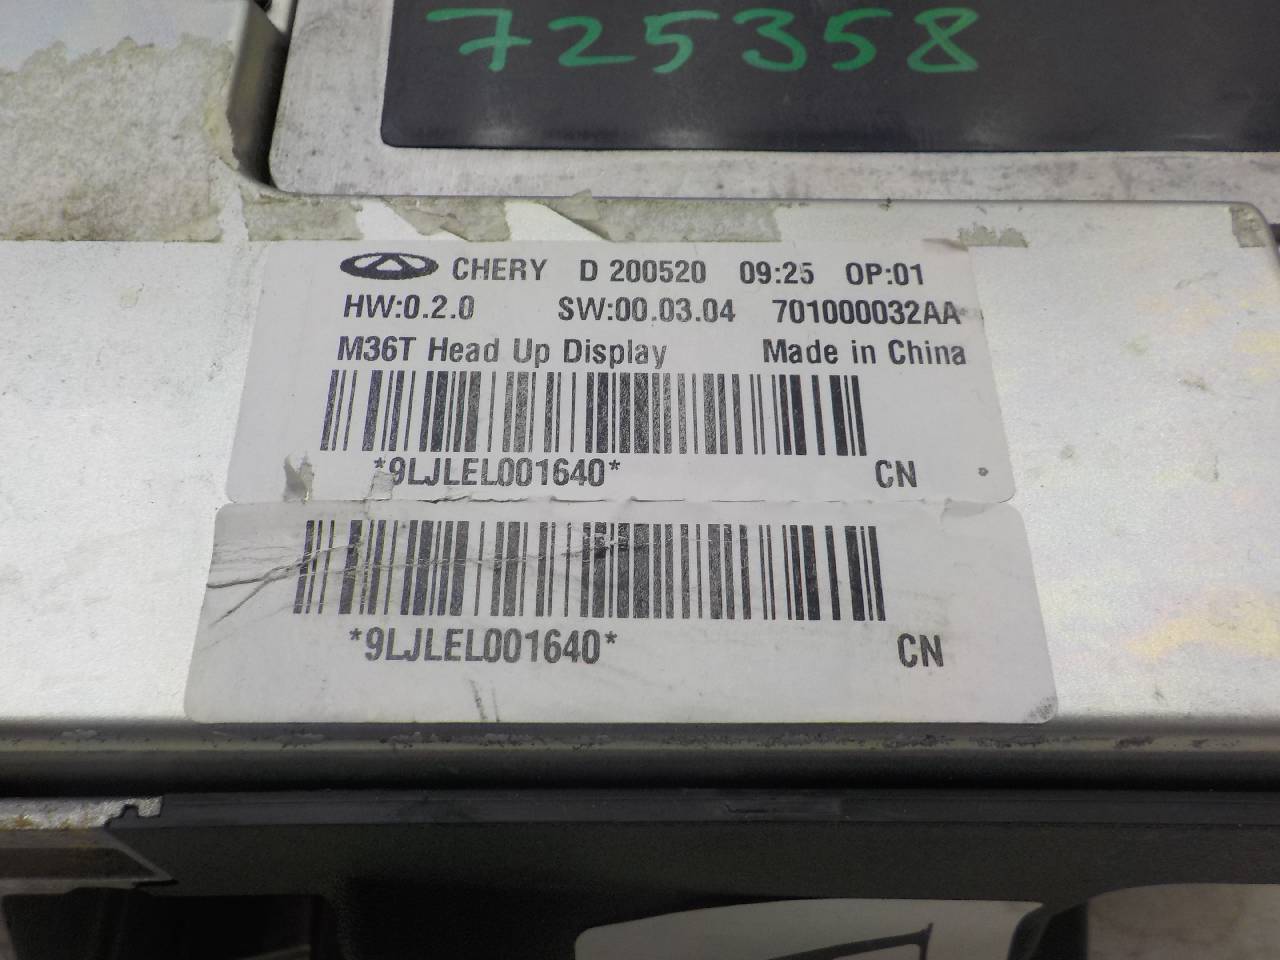 725358
CHERY D 200520 09:25 OP:01
HW:0.2.0 SW:00.03.04 701000032AA
M36T Head Up Display Made in China
*9LJLEL001640* CN
*9LJLEL001640* CN